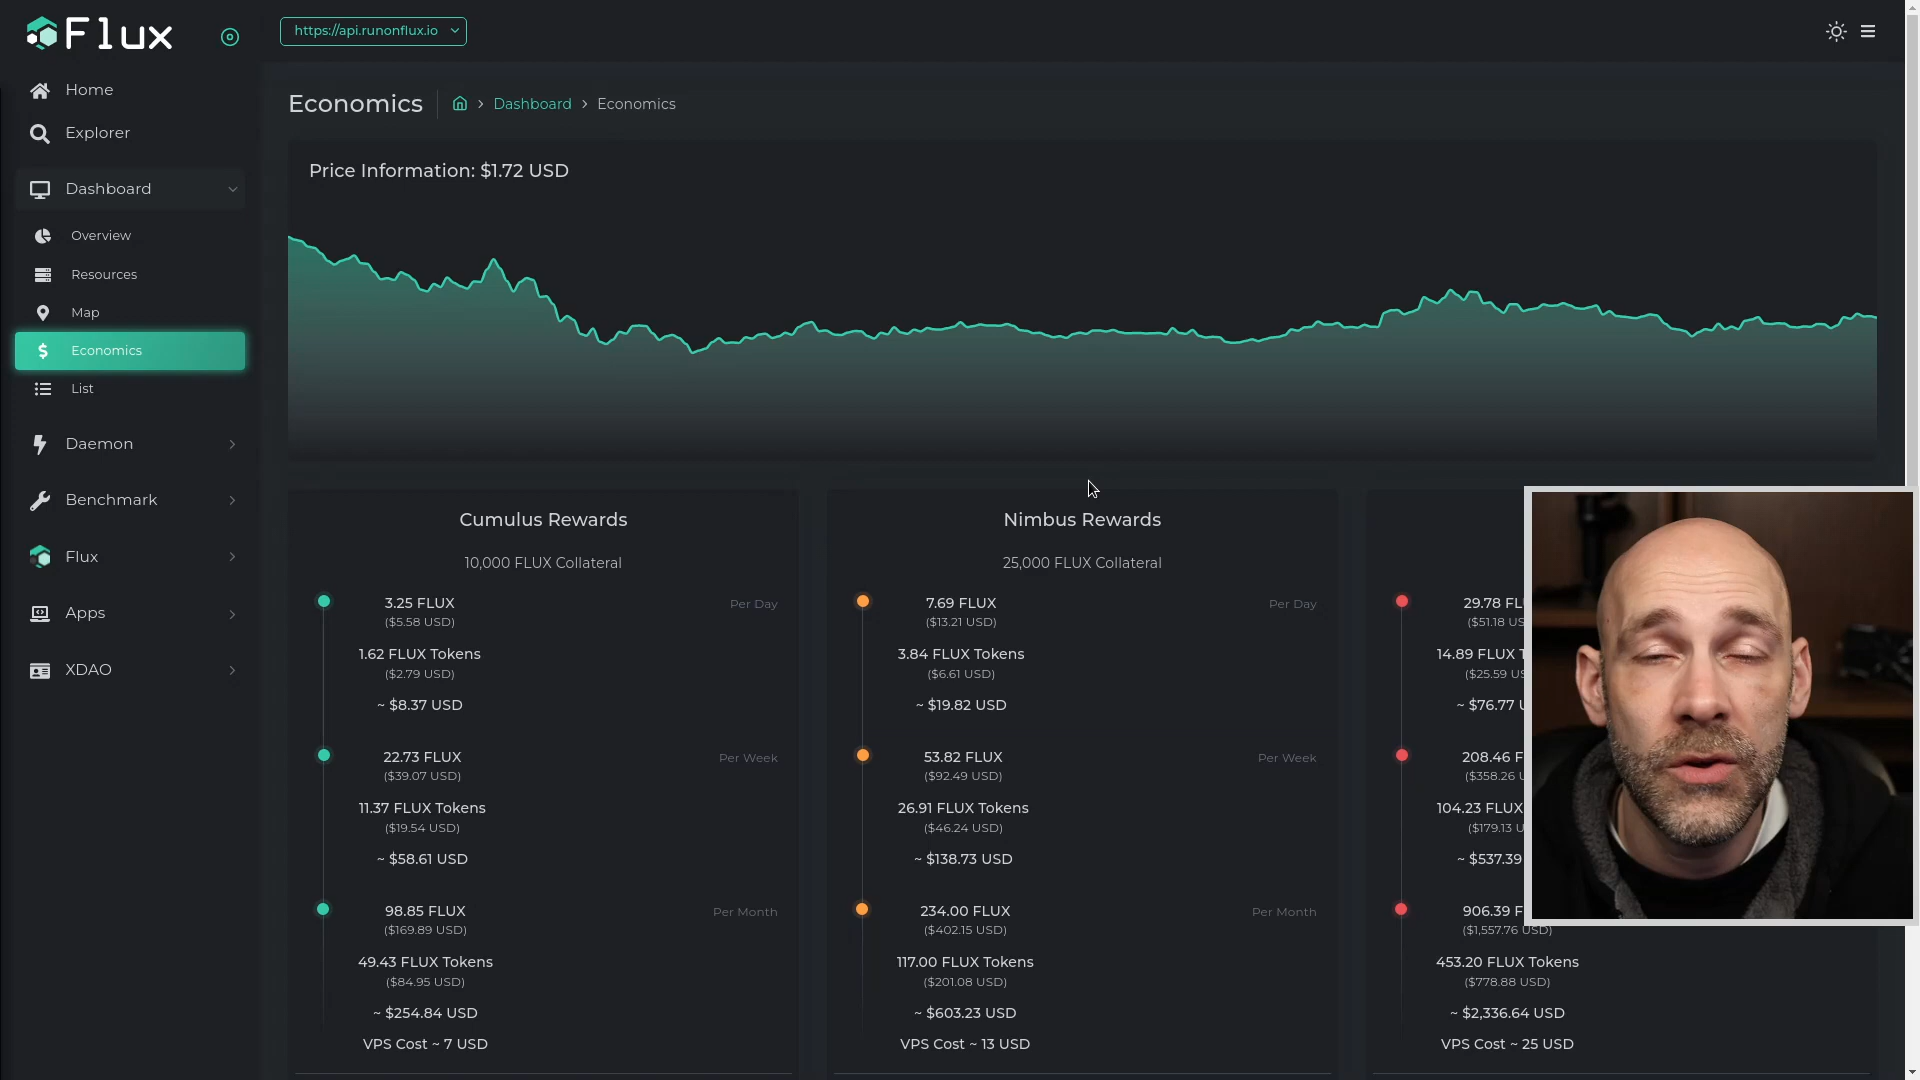 Flux
https://api.runonflux.io
Home
Explorer
Dashboard
Overview
Resources
Map
Economics
List
Daemon
Benchmark
Flux
Apps
XDAO
Economics
Dashboard
Economics
Price Information: $1.72 USD
Cumulus Rewards
10,000 FLUX Collateral
3.25 FLUX
Per Day
($5.58 USD)
1.62 FLUX Tokens
($2.79 USD)
~ $8.37 USD
22.73 FLUX
Per Week
($39.07 USD)
11.37 FLUX Tokens
($19.54 USD)
~ $58.61 USD
98.85 FLUX
Per Month
($169.89 USD)
49.43 FLUX Tokens
($84.95 USD)
~ $254.84 USD
VPS Cost ~ 7 USD
Nimbus Rewards
25,000 FLUX Collateral
7.69 FLUX
Per Day
($13.21 USD)
3.84 FLUX Tokens
($6.61 USD)
~ $19.82 USD
53.82 FLUX
Per Week
($92.49 USD)
26.91 FLUX Tokens
($46.24 USD)
~ $138.73 USD
234.00 FLUX
Per Month
($402.15 USD)
117.00 FLUX Tokens
($201.08 USD)
~ $603.23 USD
VPS Cost ~ 13 USD
29.78
($51.18
14.89 FLUX
($25.59
~ $76.77
208.46
($358.26
104.23 FLUX
($179.13
~ $537.39
906.39
($1,557.76 USD)
453.20 FLUX Tokens
($778.88 USD)
~ $2,336.64 USD
VPS Cost ~ 25 USD